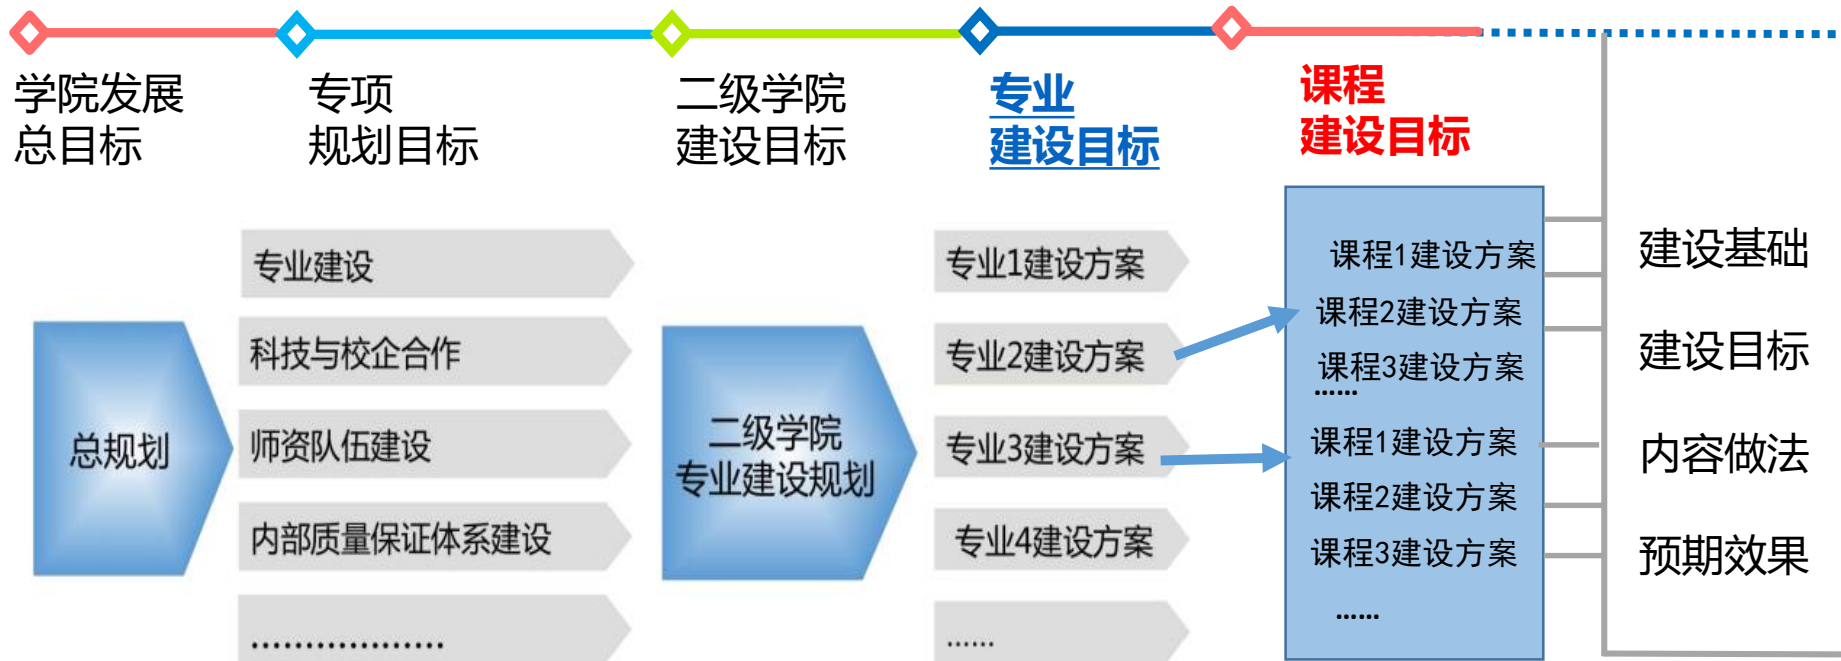 学院发展
总目标
专项
规划目标
二级学院
建设目标
专业
建设目标
课程
建设目标
总规划
专业建设
科技与校企合作
师资队伍建设
内部质量保证体系建设
..................
二级学院
专业建设规划
专业1建设方案
专业2建设方案
专业3建设方案
专业4建设方案
......
课程1建设方案
课程2建设方案
课程3建设方案
……
课程1建设方案
课程2建设方案
课程3建设方案
……
建设基础
建设目标
内容做法
预期效果